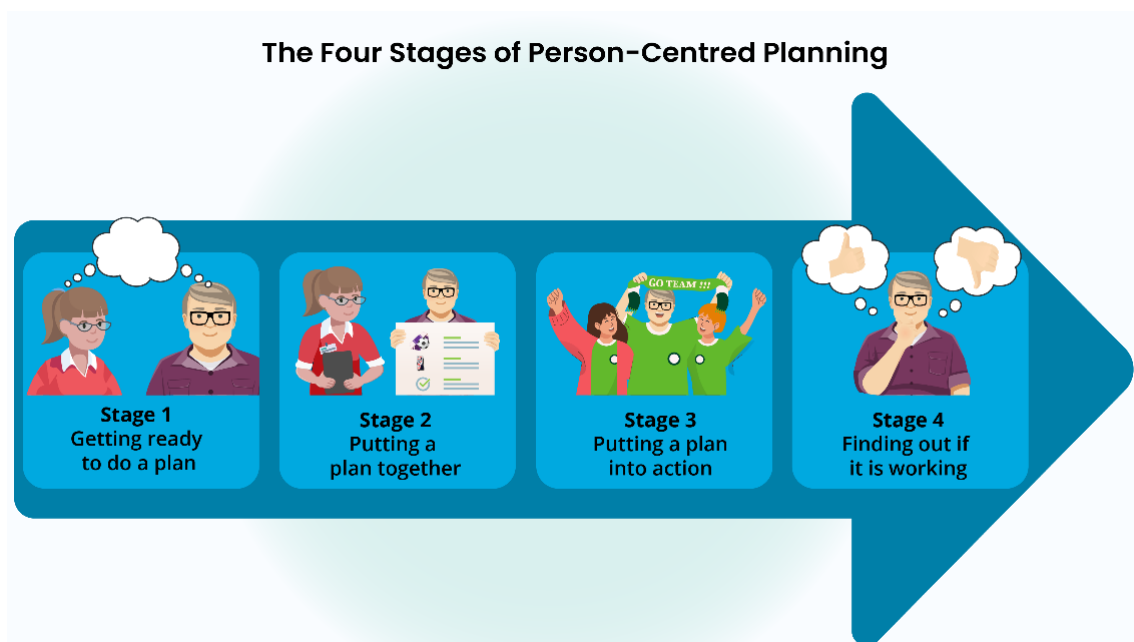 The Four Stages of Person-Centred Planning
Stage 1
Getting ready
to do a plan
Stage 2
Putting a
plan together
GO TEAM !!!
Stage 3
Putting a plan
into action
Stage 4
Finding out if
it is working